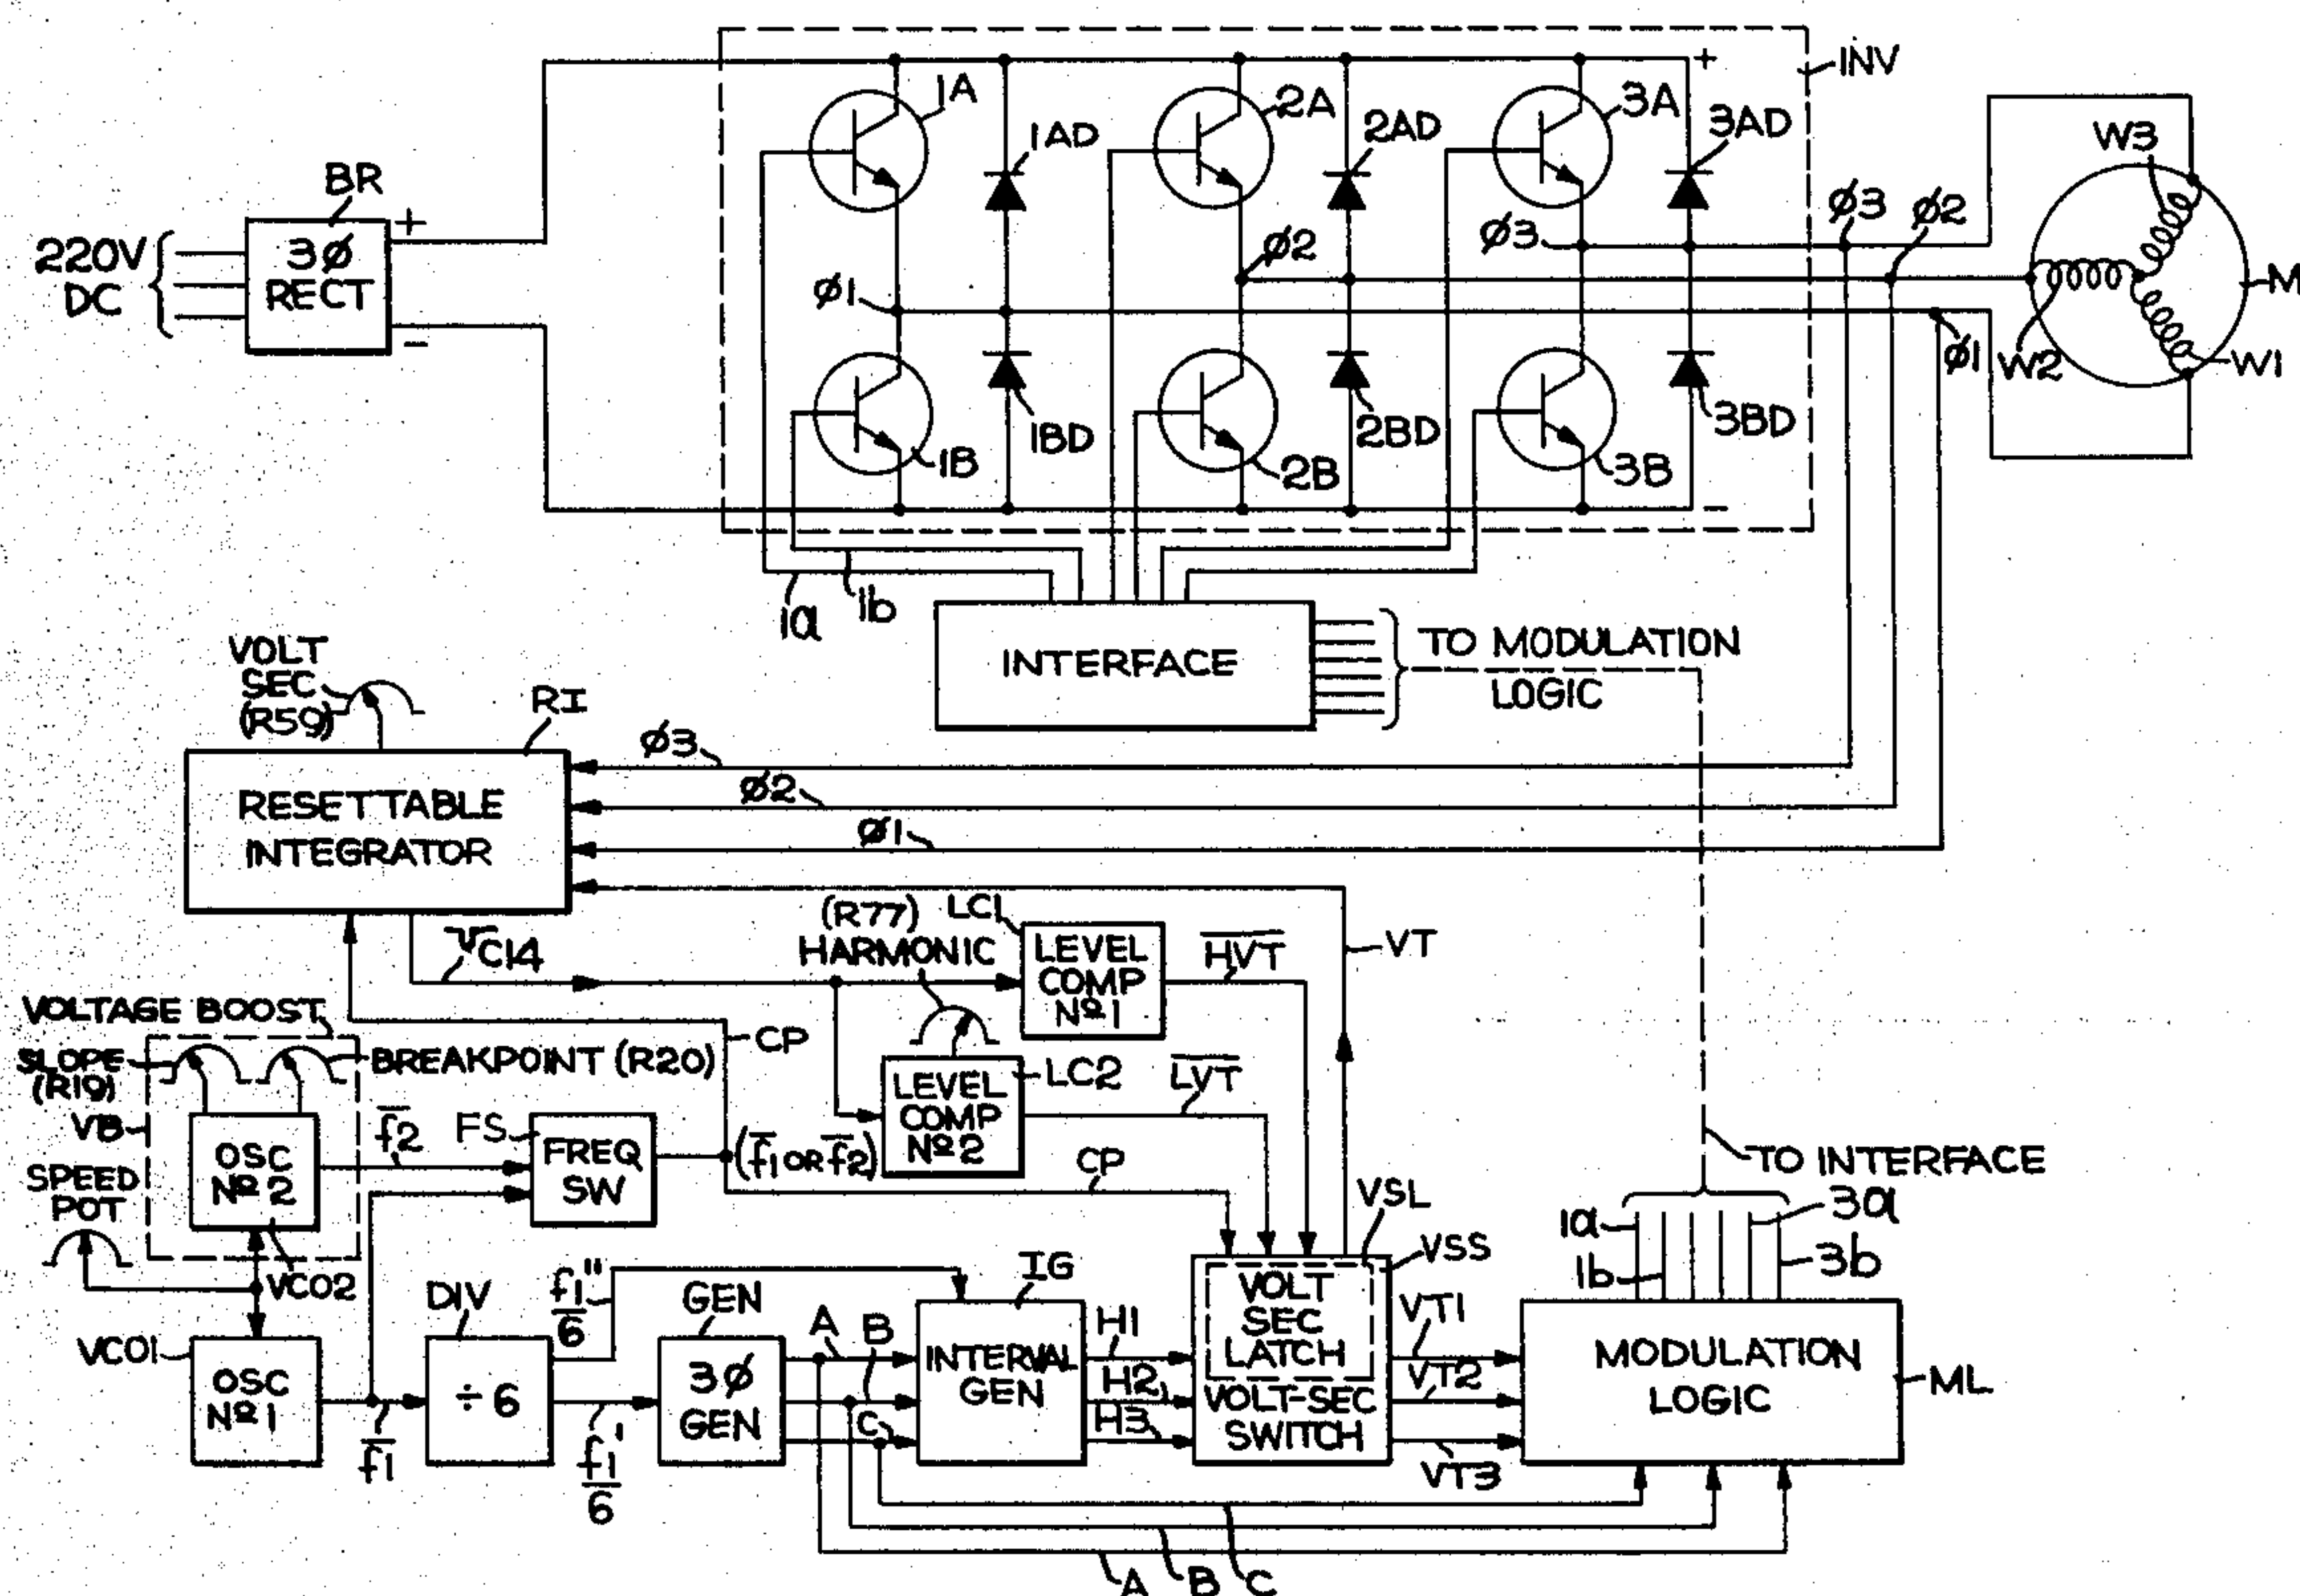 INV
+
1A
1AD
2A
2AD
3A
3AD
W3
BR
+
3ø
RECT
220V
DC
−
ø1
ø2
ø3
ø3
ø2
M
ø1
W2
W1
1BD
1B
2BD
2B
3BD
3B
−
1a
1b
INTERFACE
TO MODULATION
LOGIC
VOLT
SEC
(R59)
RI
RESETTABLE
INTEGRATOR
ø3
ø2
ø1
VC14
(R77)
HARMONIC
LC1
LEVEL
COMP
Nº1
HVT
VT
VOLTAGE BOOST
SLOPE
(R19)
BREAKPOINT (R20)
CP
LEVEL
COMP
Nº2
LC2
LVT
VB
OSC
Nº2
f2
FS
FREQ
SW
(f1 OR f2)
CP
SPEED
POT
VCO2
VCO1
OSC
Nº1
f1
DIV
÷6
f1"
6
f1'
6
GEN
3ø
GEN
A
B
C
IG
INTERVAL
GEN
H1
H2
H3
VSL
VSS
VOLT
SEC
LATCH
VOLT-SEC
SWITCH
VT1
VT2
VT3
TO INTERFACE
1a
1b
3a
3b
MODULATION
LOGIC
ML
A
B
C